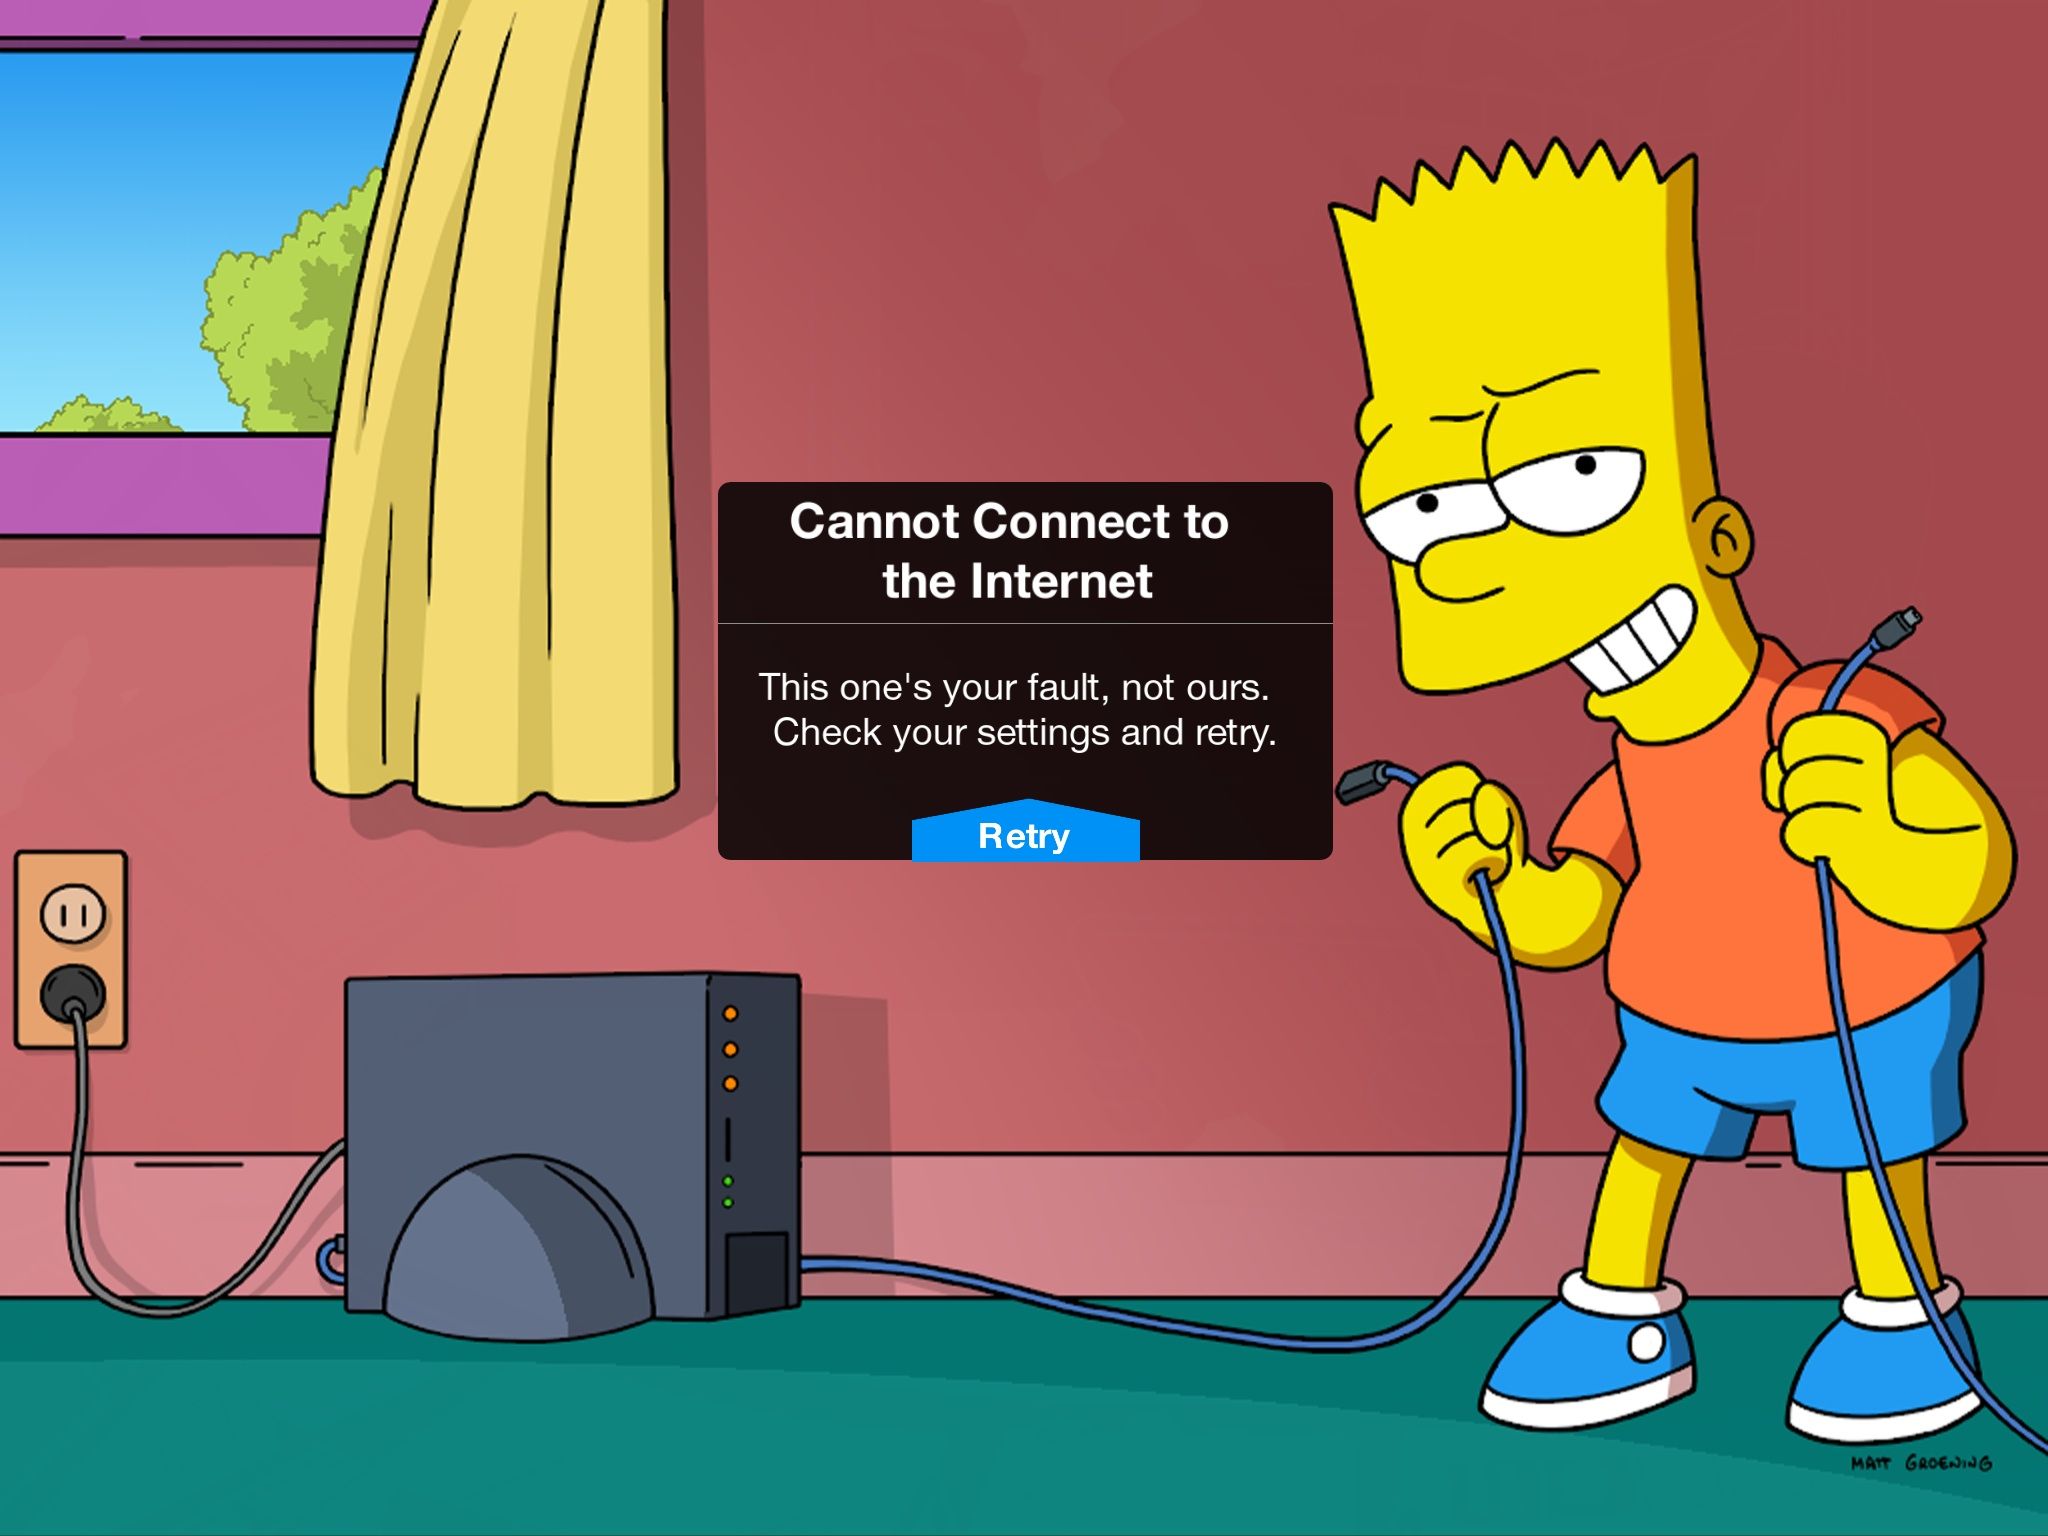 Cannot Connect to
the Internet
This one's your fault, not ours.
Check your settings and retry.
Retry
MATT GROENING